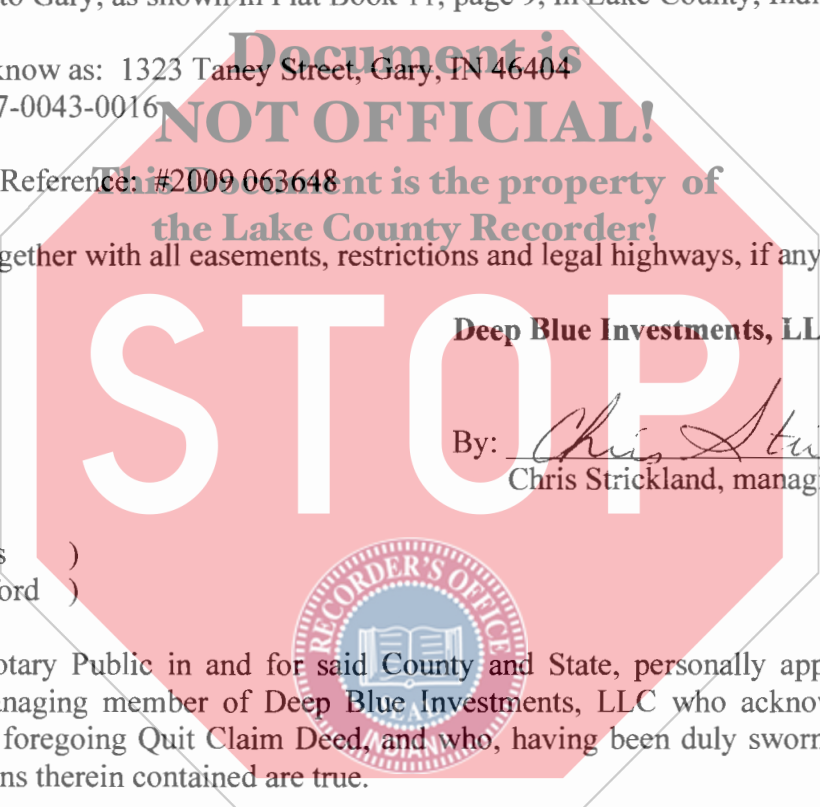 to Gary, as shown in Plat Book 11, page 9, in Lake County, Indi
Document is
know as: 1323 Taney Street, Gary, IN 46404
7-0043-0016
NOT OFFICIAL!
Reference: #2009 063648
This Document is the property of
the Lake County Recorder!
gether with all easements, restrictions and legal highways, if any
STOP
Deep Blue Investments, LL
By: Chris Stri
Chris Strickland, managi
s )
ord )
RECORDER'S OFFICE
SEAL
INDIANA
otary Public in and for said County and State, personally app
anaging member of Deep Blue Investments, LLC who acknow
foregoing Quit Claim Deed, and who, having been duly sworn
ns therein contained are true.